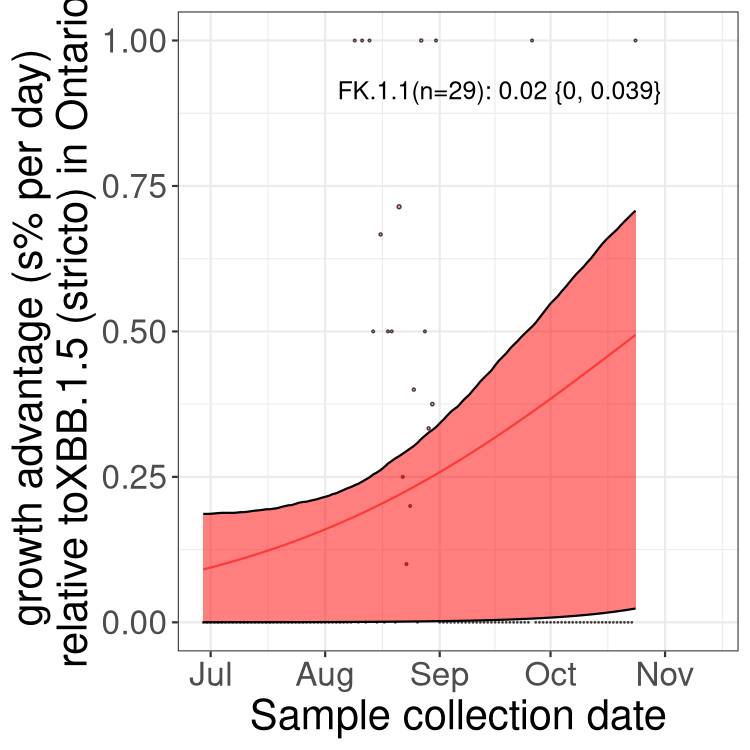 growth advantage (s% per day)
relative toXBB.1.5 (stricto) in Ontario
1.00
0.75
0.50
0.25
0.00
FK.1.1(n=29): 0.02 {0, 0.039}
Jul Aug Sep Oct Nov
Sample collection date